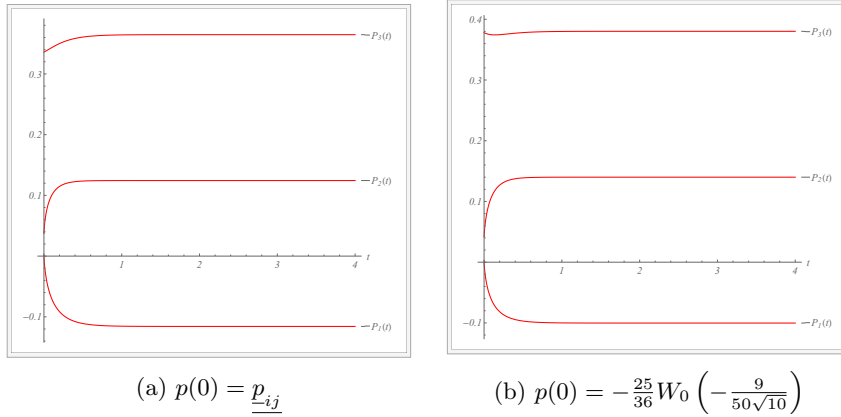 0.3
0.2
0.1
-0.1
1
2
3
4
t
P₃(t)
P₂(t)
P₁(t)
(a) p(0) = p_ij
0.4
0.3
0.2
0.1
-0.1
1
2
3
4
t
P₃(t)
P₂(t)
P₁(t)
(b) p(0) = −25/36 W₀ (−9/(50√10))